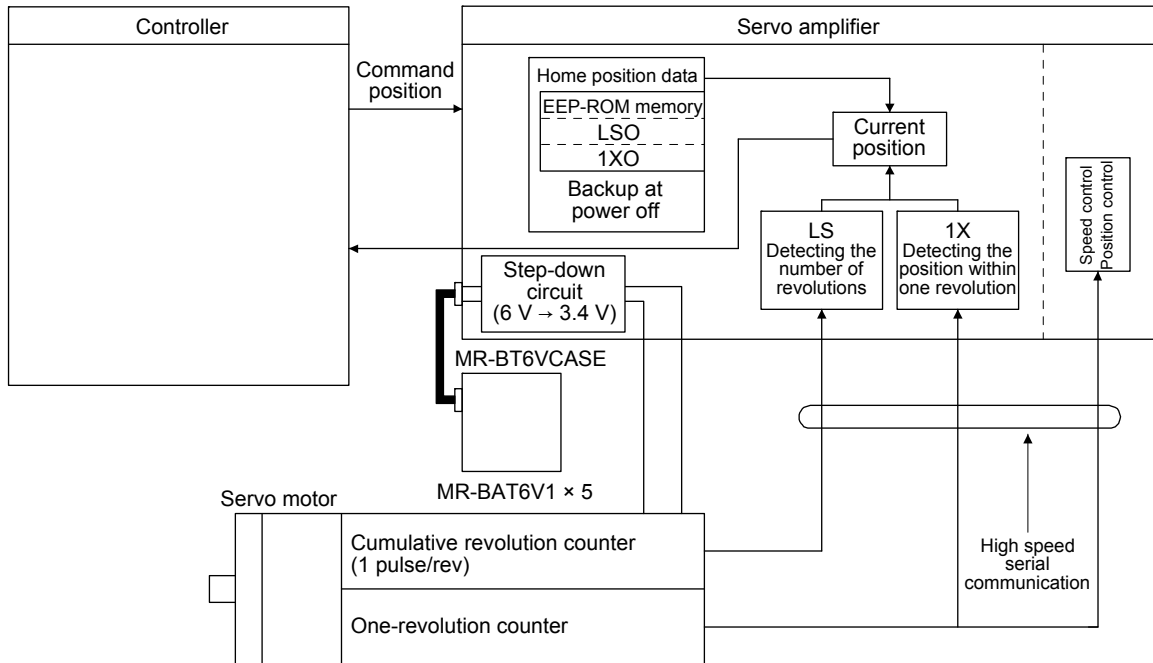 Controller
Servo amplifier
Command
position
Home position data
EEP-ROM memory
LSO
1XO
Backup at
power off
Current
position
LS
Detecting the
number of
revolutions
1X
Detecting the
position within
one revolution
Speed control
Position control
Step-down
circuit
(6 V → 3.4 V)
MR-BT6VCASE
MR-BAT6V1 × 5
Servo motor
Cumulative revolution counter
(1 pulse/rev)
One-revolution counter
High speed
serial
communication